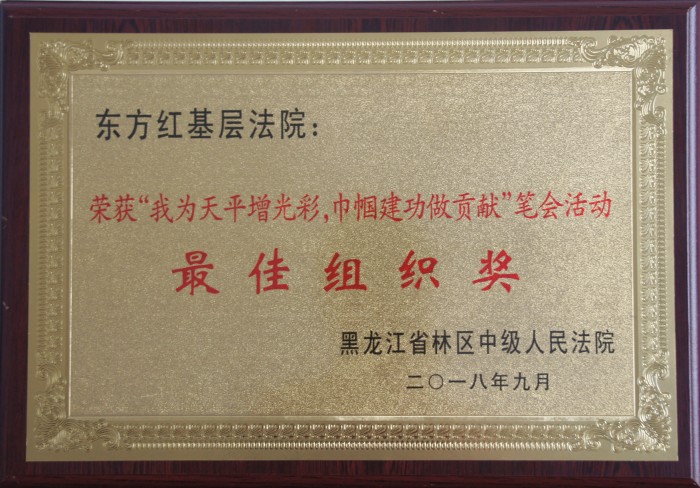 东方红基层法院：
荣获“我为天平增光彩,巾帼建功做贡献”笔会活动
最佳组织奖
黑龙江省林区中级人民法院
二〇一八年九月